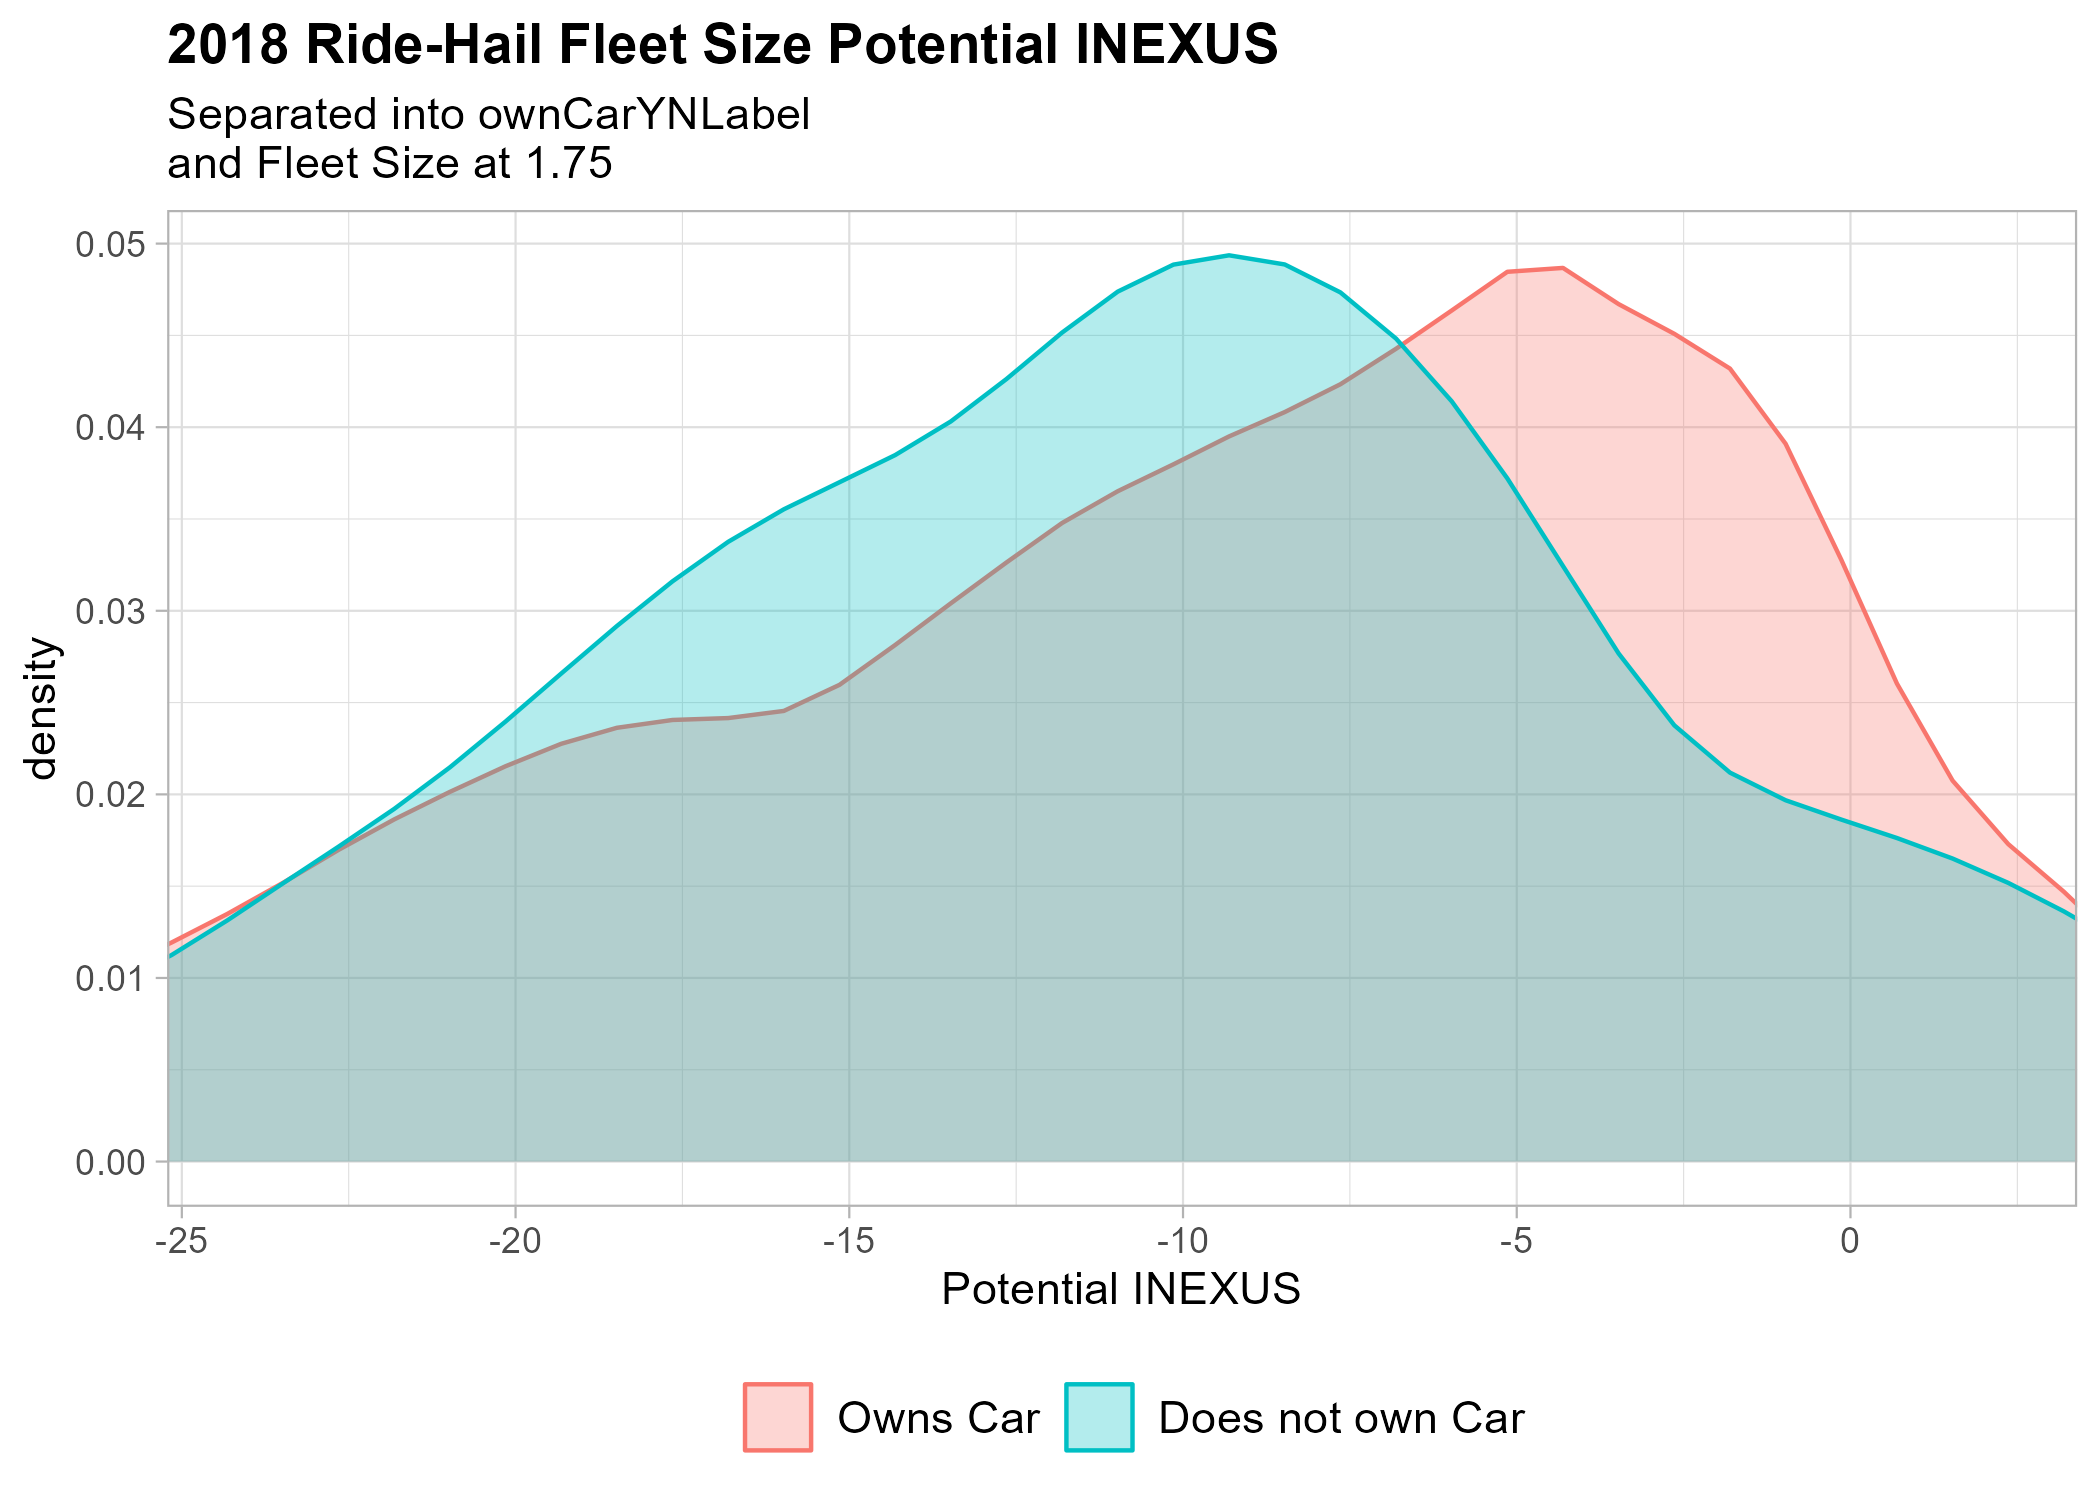 2018 Ride-Hail Fleet Size Potential INEXUS
Separated into ownCarYNLabel
and Fleet Size at 1.75
0.05
0.04
0.03
0.02
0.01
0.00
density
-25 -20 -15 -10 -5 0
Potential INEXUS
Owns Car Does not own Car